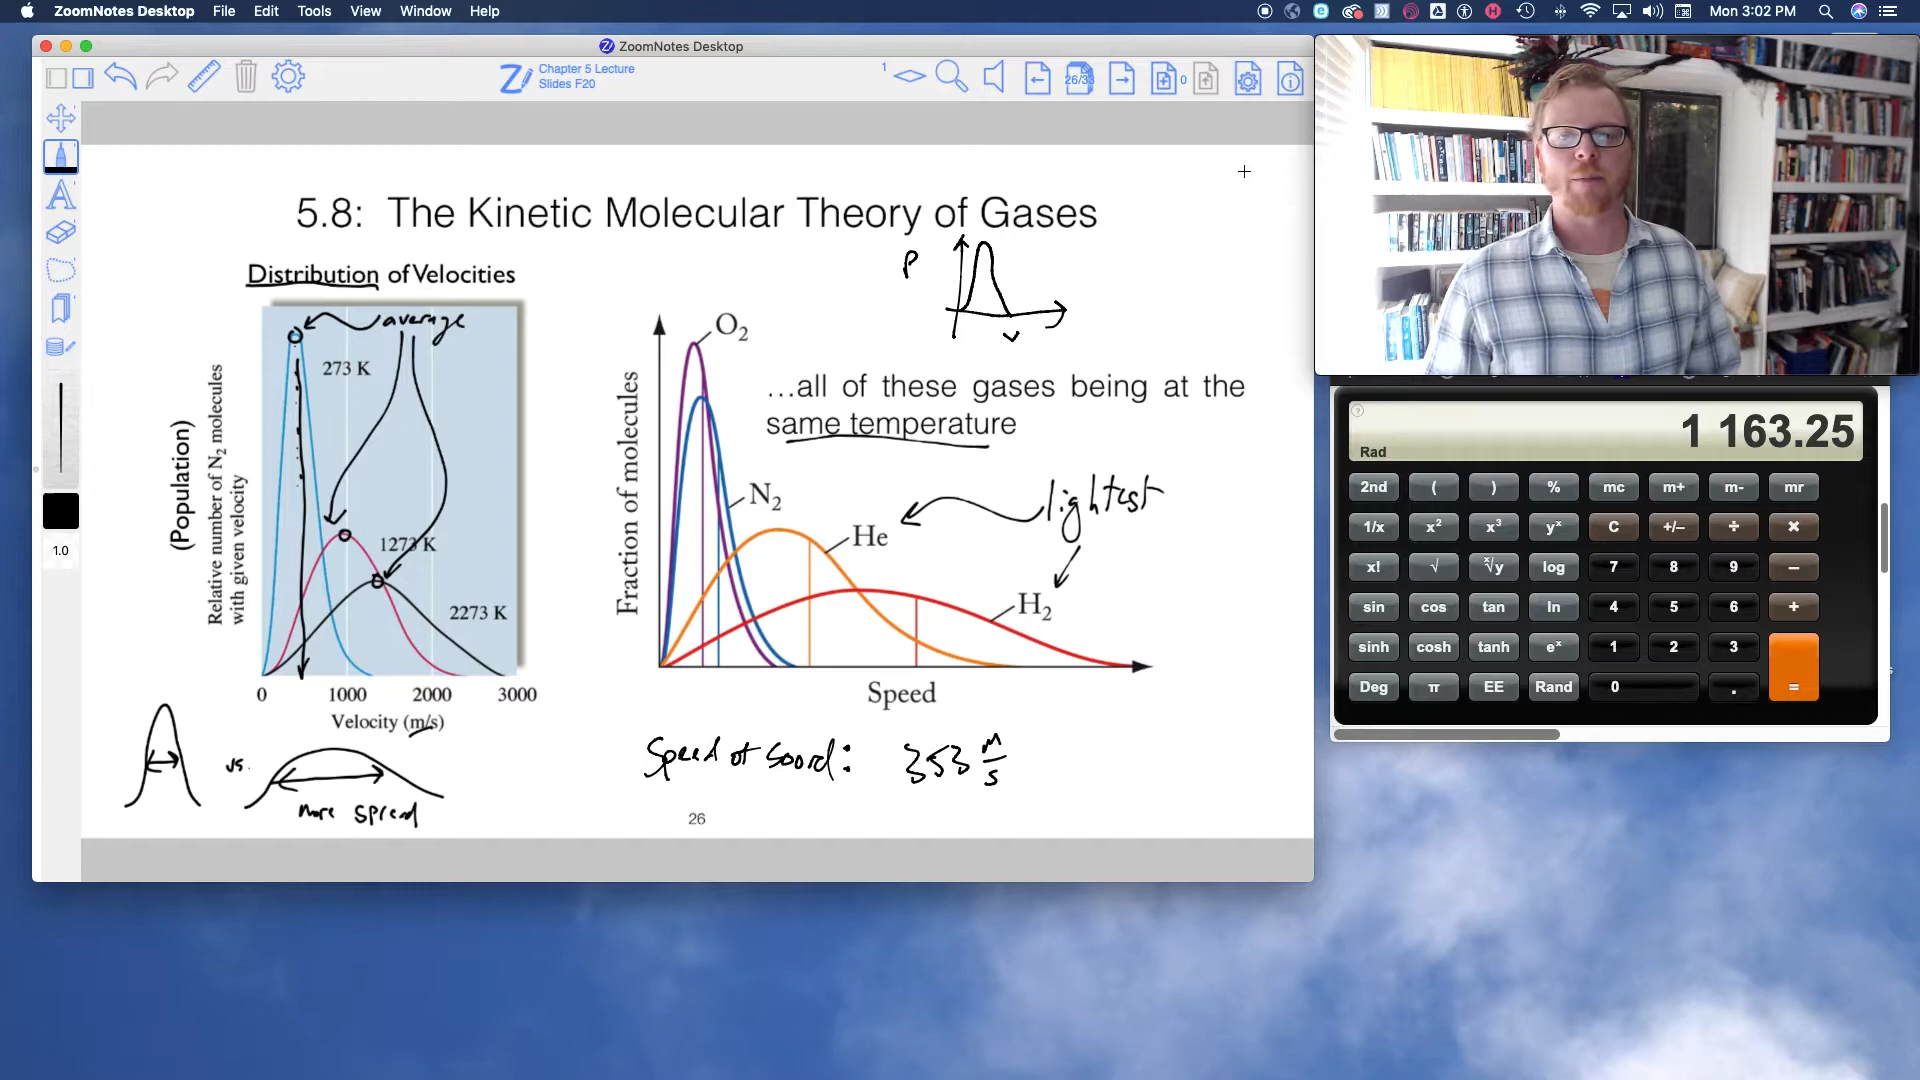 ZoomNotes Desktop File Edit Tools View Window Help
Mon 3:02 PM
ZoomNotes Desktop
Chapter 5 Lecture
Slides F20
1
26/33
0
5.8: The Kinetic Molecular Theory of Gases
Distribution of Velocities
P
v
average
273 K
1273 K
2273 K
(Population)
Relative number of N2 molecules
with given velocity
0 1000 2000 3000
Velocity (m/s)
vs.
more spread
O2
N2
He
H2
Fraction of molecules
Speed
...all of these gases being at the
same temperature
lightest
Speed of Sound: 353 m/s
26
1.0
1 163.25
Rad
2nd ( ) % mc m+ m- mr
1/x x² x³ yˣ C +/– ÷ ×
x! √ ˣ√y log 7 8 9 –
sin cos tan ln 4 5 6 +
sinh cosh tanh eˣ 1 2 3 =
Deg π EE Rand 0 .